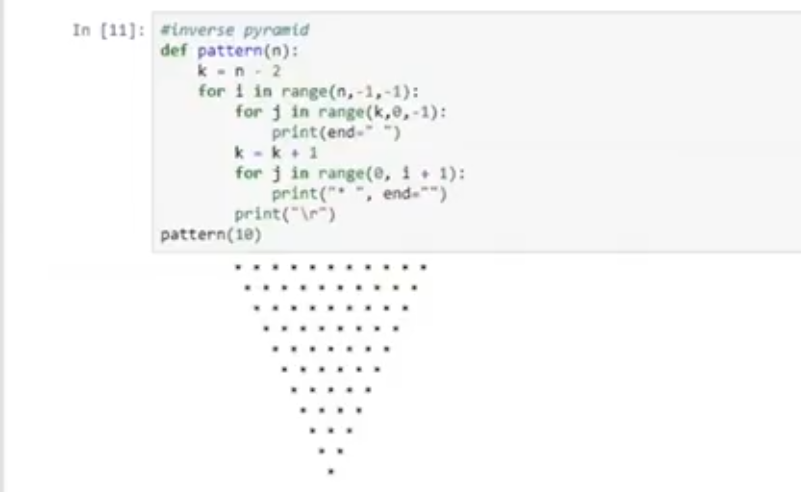 In [11]: #inverse pyramid
def pattern(n):
    k = n - 2
    for i in range(n,-1,-1):
        for j in range(k,0,-1):
            print(end=" ")
        k = k + 1
        for j in range(0, i + 1):
            print("* ", end="")
        print("\r")
pattern(10)
        * * * * * * * * * * *
         * * * * * * * * * *
          * * * * * * * * *
           * * * * * * * *
            * * * * * * *
             * * * * * *
              * * * * *
               * * * *
                * * *
                 * *
                  *